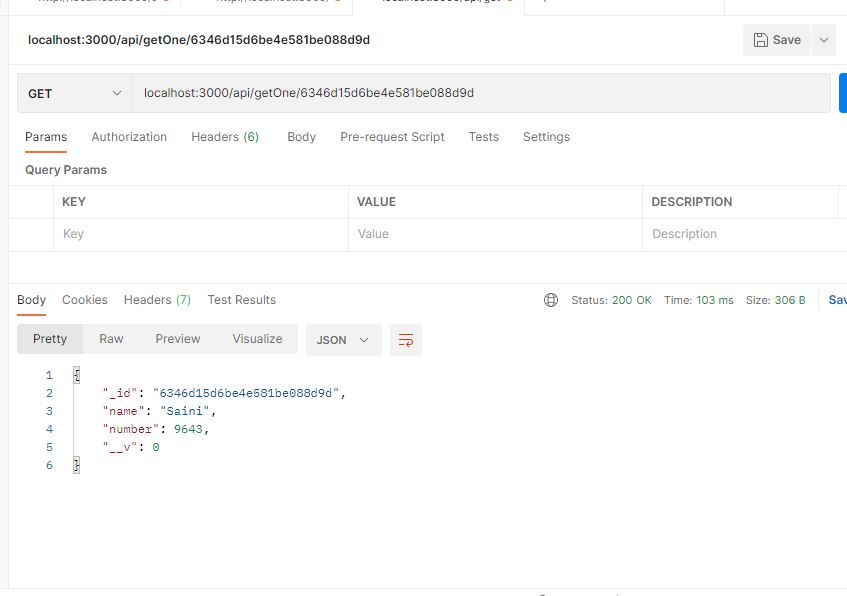 localhost:3000/api/getOne/6346d15d6be4e581be088d9d
Save
GET
localhost:3000/api/getOne/6346d15d6be4e581be088d9d
Params Authorization Headers (6) Body Pre-request Script Tests Settings
Query Params
KEY VALUE DESCRIPTION
Key Value Description
Body Cookies Headers (7) Test Results Status: 200 OK Time: 103 ms Size: 306 B Sav
Pretty Raw Preview Visualize JSON
1 {
2 "_id": "6346d15d6be4e581be088d9d",
3 "name": "Saini",
4 "number": 9643,
5 "__v": 0
6 }